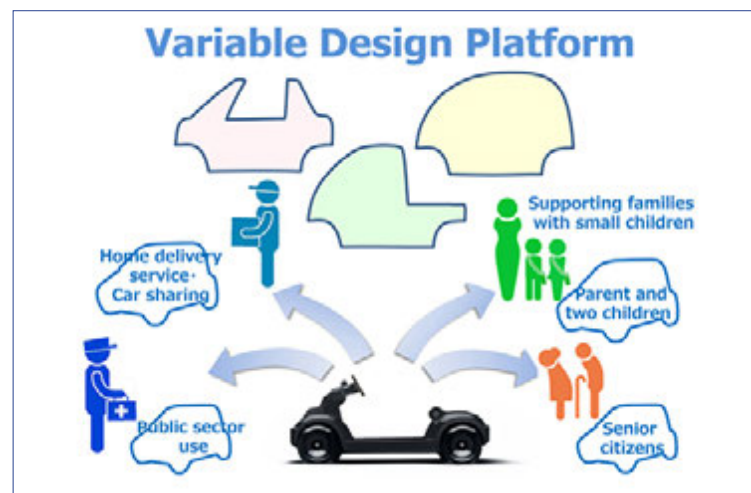 Variable Design Platform
Supporting families
with small children
Home delivery
service·
Car sharing
Parent and
two children
Public sector
use
Senior
citizens